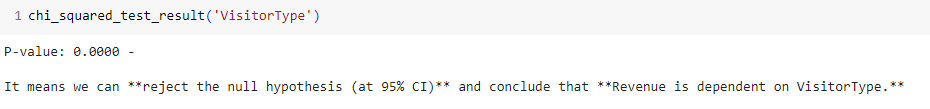 1 chi_squared_test_result('VisitorType')
P-value: 0.0000 -
It means we can **reject the null hypothesis (at 95% CI)** and conclude that **Revenue is dependent on VisitorType.**